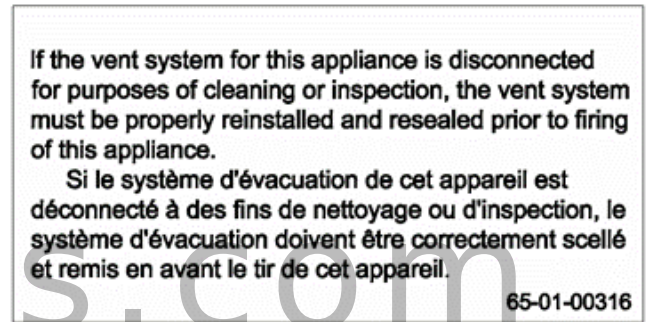 If the vent system for this appliance is disconnected
for purposes of cleaning or inspection, the vent system
must be properly reinstalled and resealed prior to firing
of this appliance.
Si le système d'évacuation de cet appareil est
déconnecté à des fins de nettoyage ou d'inspection, le
système d'évacuation doivent être correctement scellé
et remis en avant le tir de cet appareil.
s.com
65-01-00316